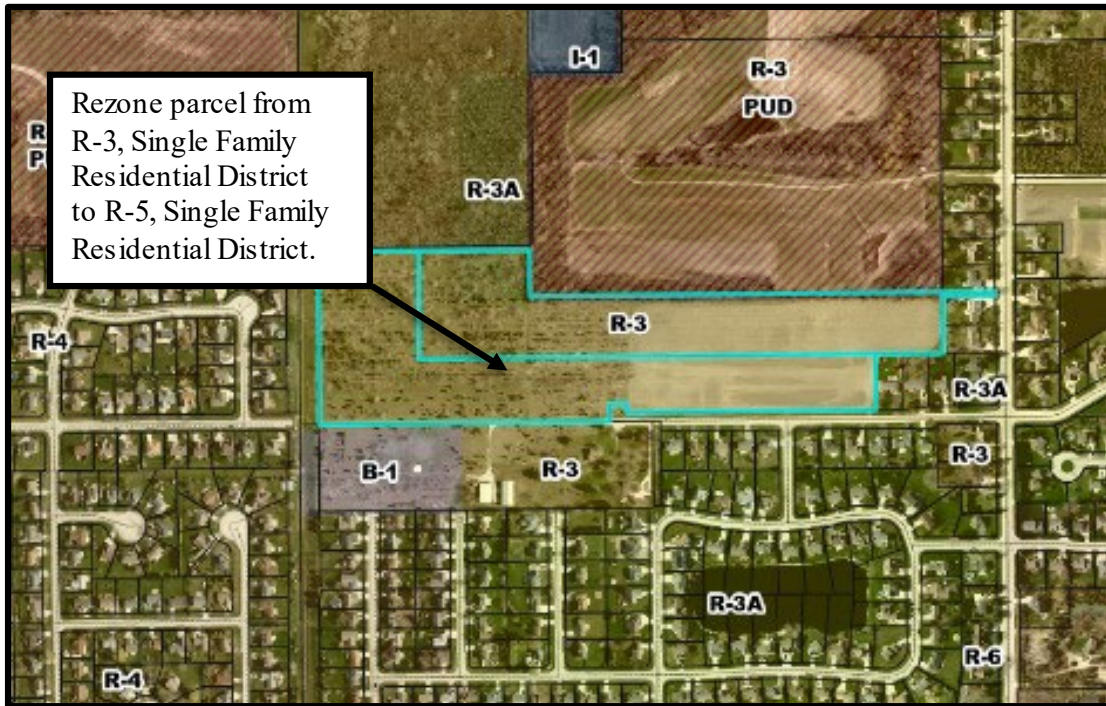 I-1
R-3
PUD
Rezone parcel from
R-3, Single Family
Residential District
to R-5, Single Family
Residential District.
R-3A
R-3
R-4
R-3A
B-1
R-3
R-3
R-3A
R-6
R-4